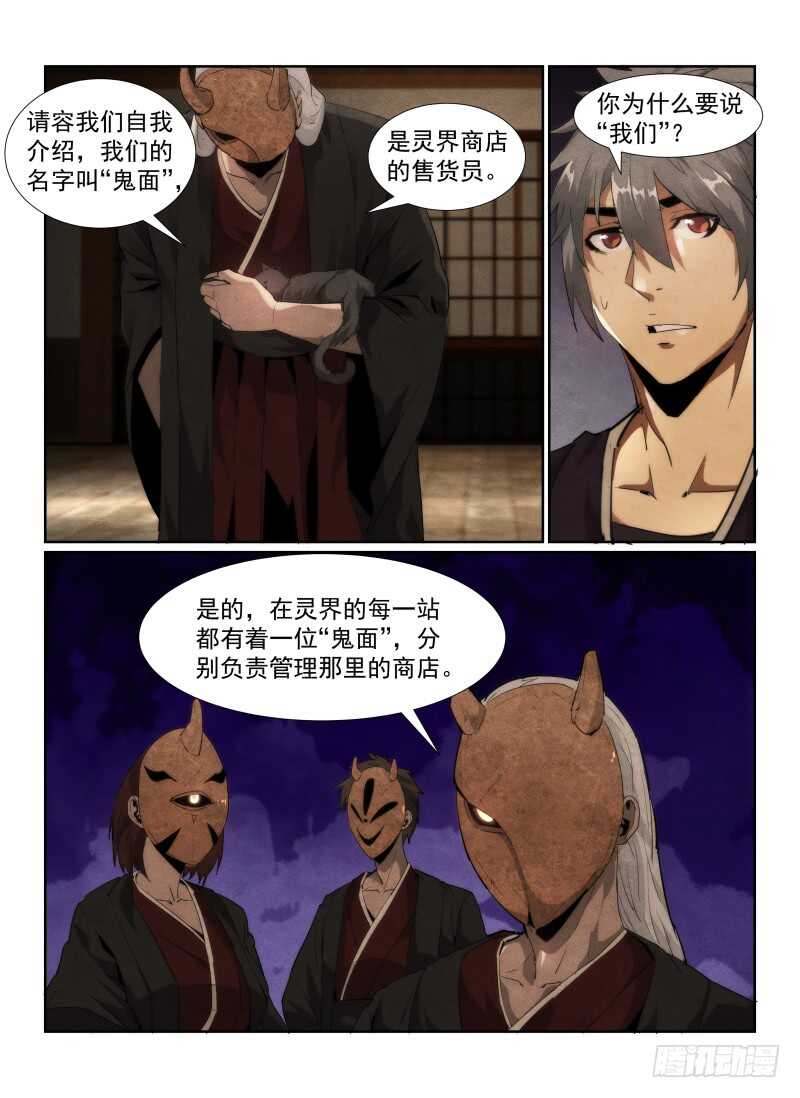 请容我们自我
介绍，我们的
名字叫“鬼面”，
是灵界商店
的售货员。
你为什么要说
“我们”？
是的，在灵界的每一站
都有着一位“鬼面”，分
别负责管理那里的商店。
腾讯动漫